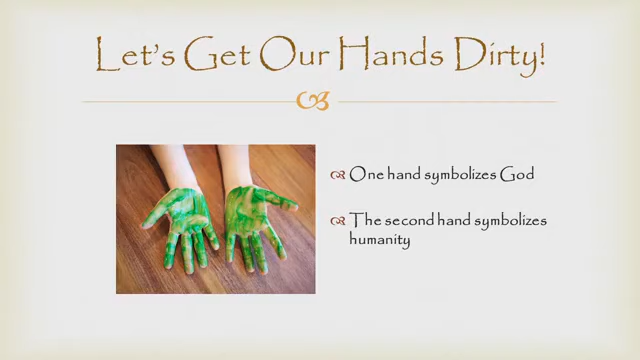 Let's Get Our Hands Dirty!
One hand symbolizes God
The second hand symbolizes
humanity